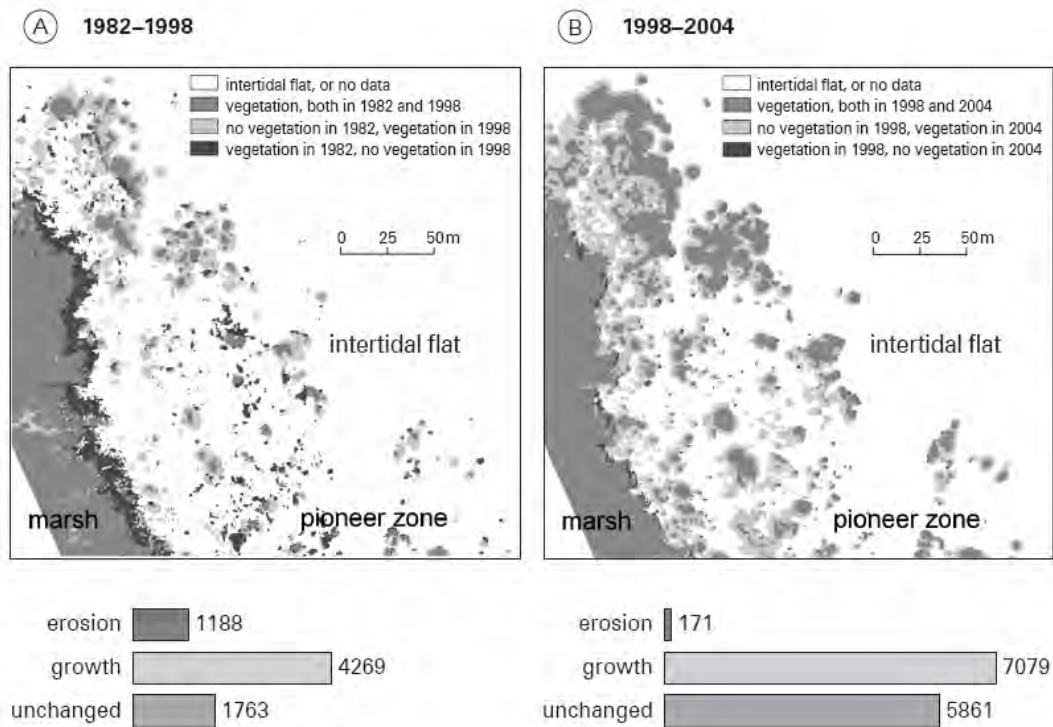 A 1982–1998
intertidal flat, or no data
vegetation, both in 1982 and 1998
no vegetation in 1982, vegetation in 1998
vegetation in 1982, no vegetation in 1998
0 25 50m
intertidal flat
marsh
pioneer zone
erosion 1188
growth 4269
unchanged 1763
B 1998–2004
intertidal flat, or no data
vegetation, both in 1998 and 2004
no vegetation in 1998, vegetation in 2004
vegetation in 1998, no vegetation in 2004
0 25 50m
intertidal flat
marsh
pioneer zone
erosion 171
growth 7079
unchanged 5861